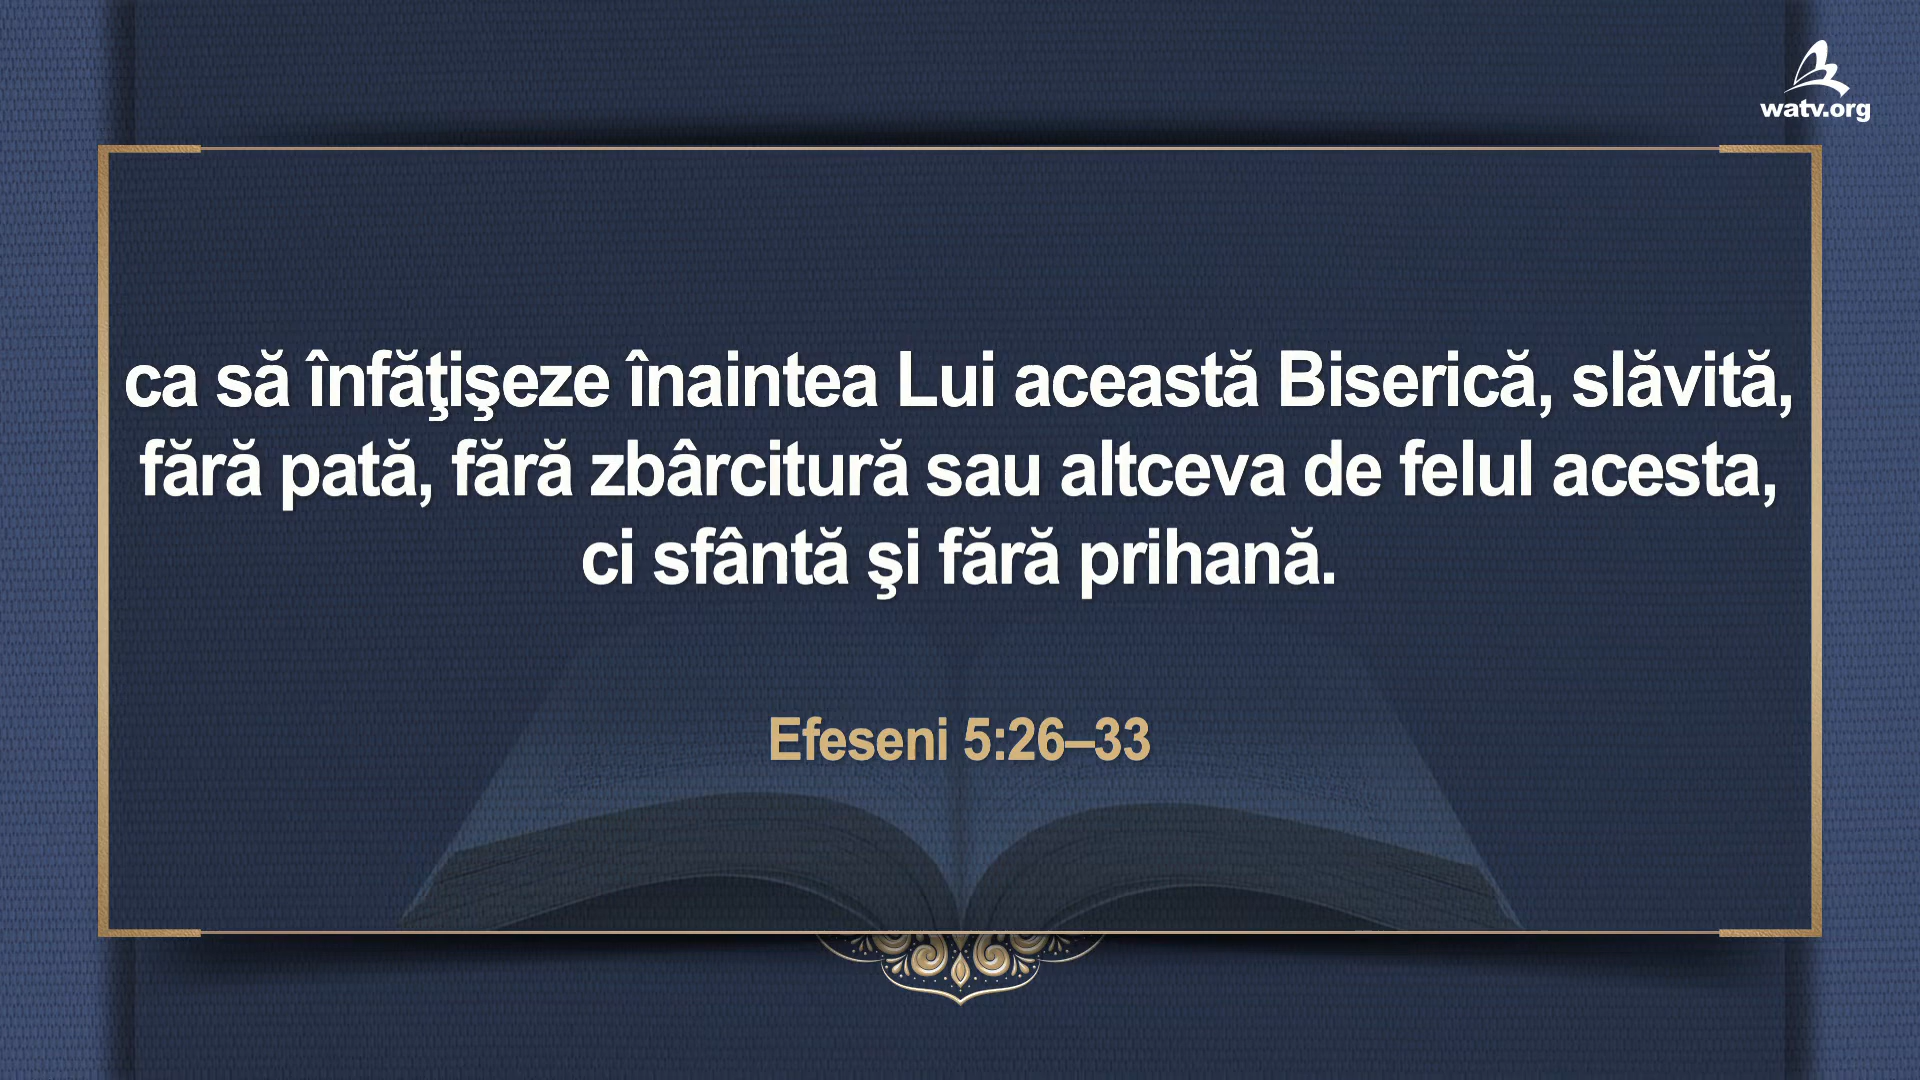 watv.org
ca să înfăţişeze înaintea Lui această Biserică, slăvită,
fără pată, fără zbârcitură sau altceva de felul acesta,
ci sfântă şi fără prihană.
Efeseni 5:26–33